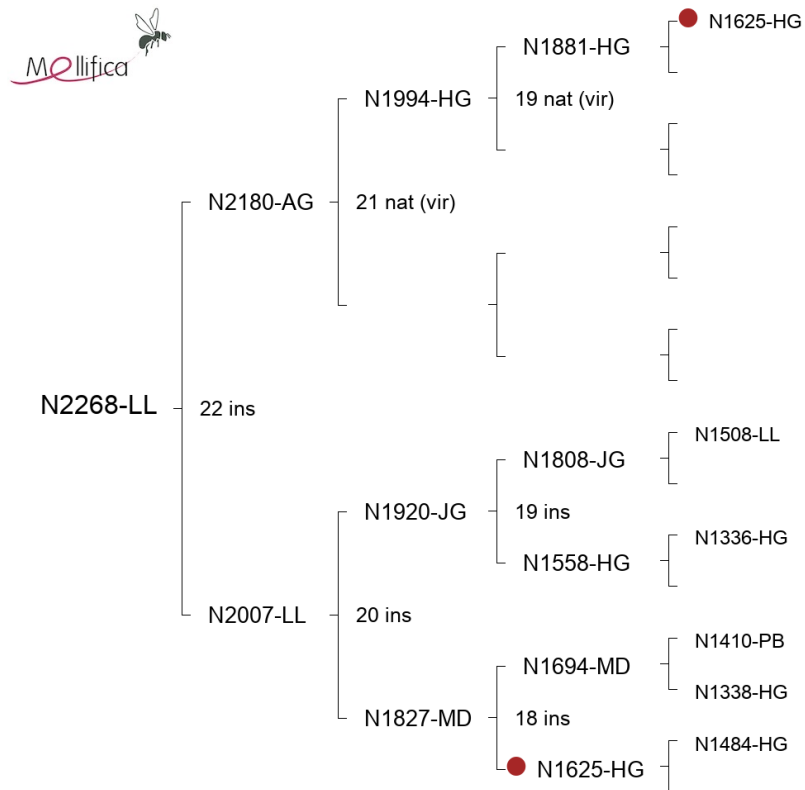 Mellifica
N1625-HG
N1881-HG
N1994-HG
19 nat (vir)
N2180-AG
21 nat (vir)
N2268-LL
22 ins
N1508-LL
N1808-JG
N1920-JG
19 ins
N1336-HG
N1558-HG
N2007-LL
20 ins
N1410-PB
N1694-MD
N1338-HG
N1827-MD
18 ins
N1484-HG
N1625-HG